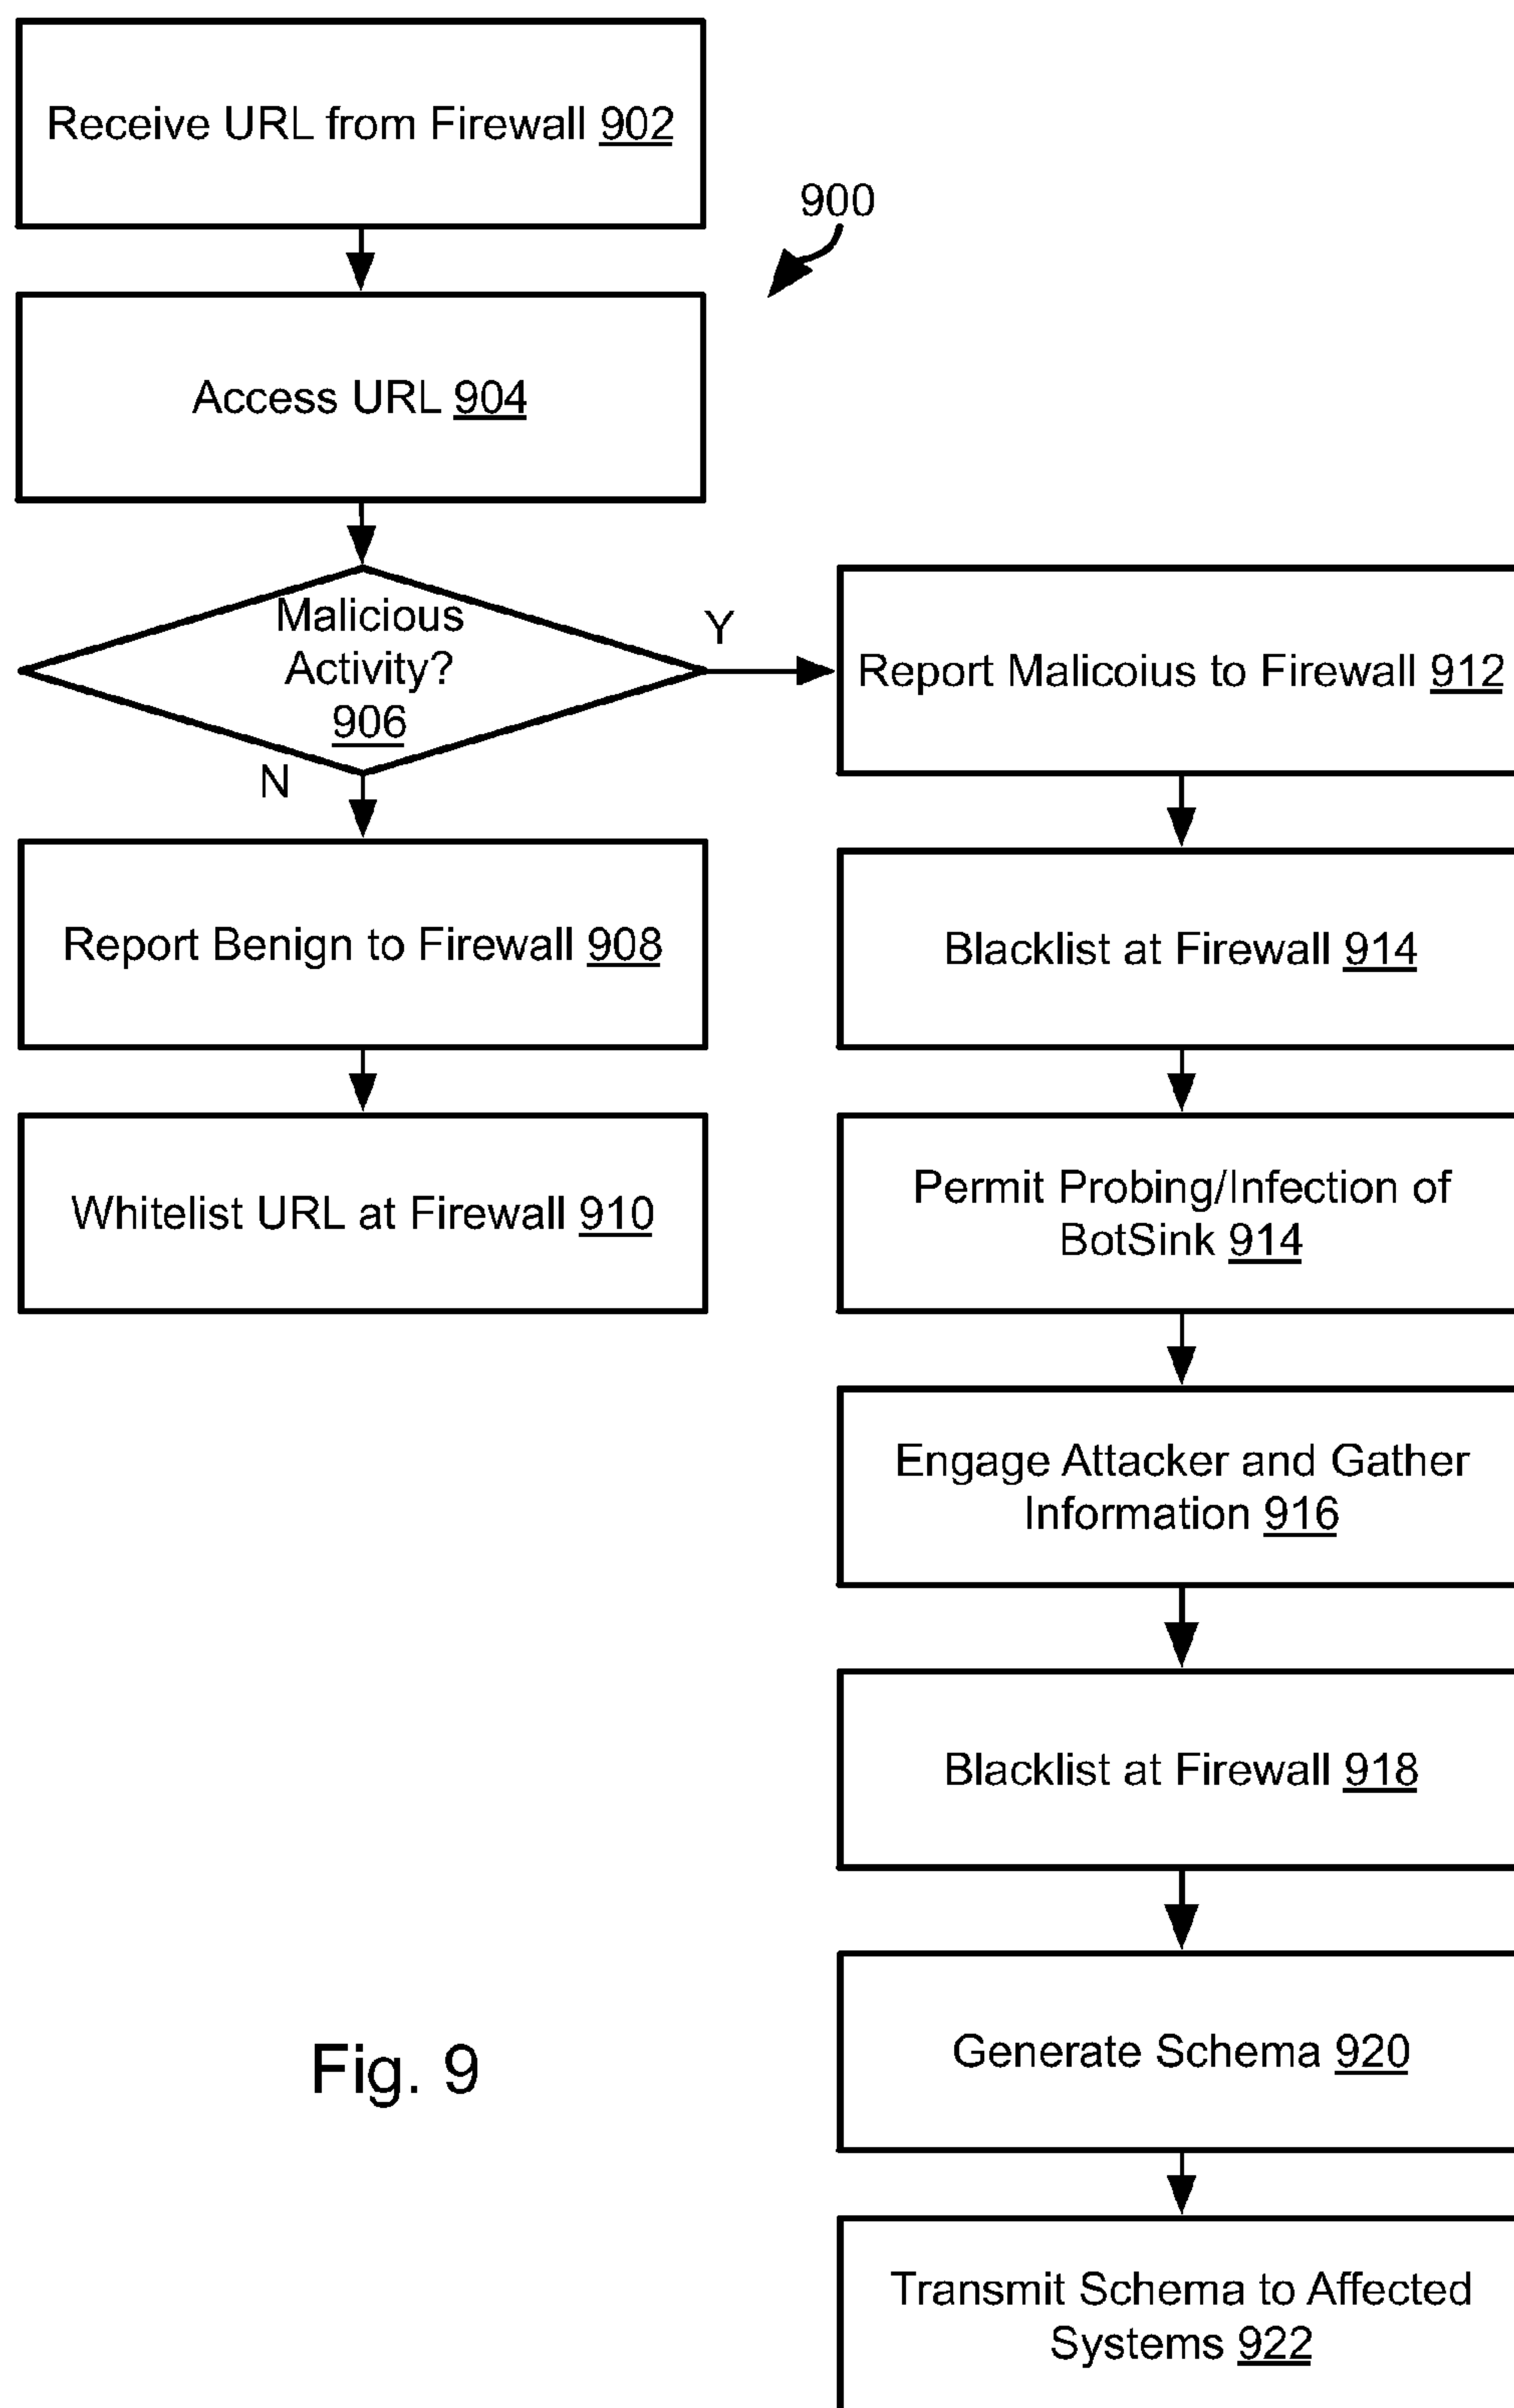 Receive URL from Firewall 902
900
Access URL 904
Malicious
Activity?
906
Y
N
Report Benign to Firewall 908
Whitelist URL at Firewall 910
Report Malicoius to Firewall 912
Blacklist at Firewall 914
Permit Probing/Infection of
BotSink 914
Engage Attacker and Gather
Information 916
Blacklist at Firewall 918
Generate Schema 920
Transmit Schema to Affected
Systems 922
Fig. 9